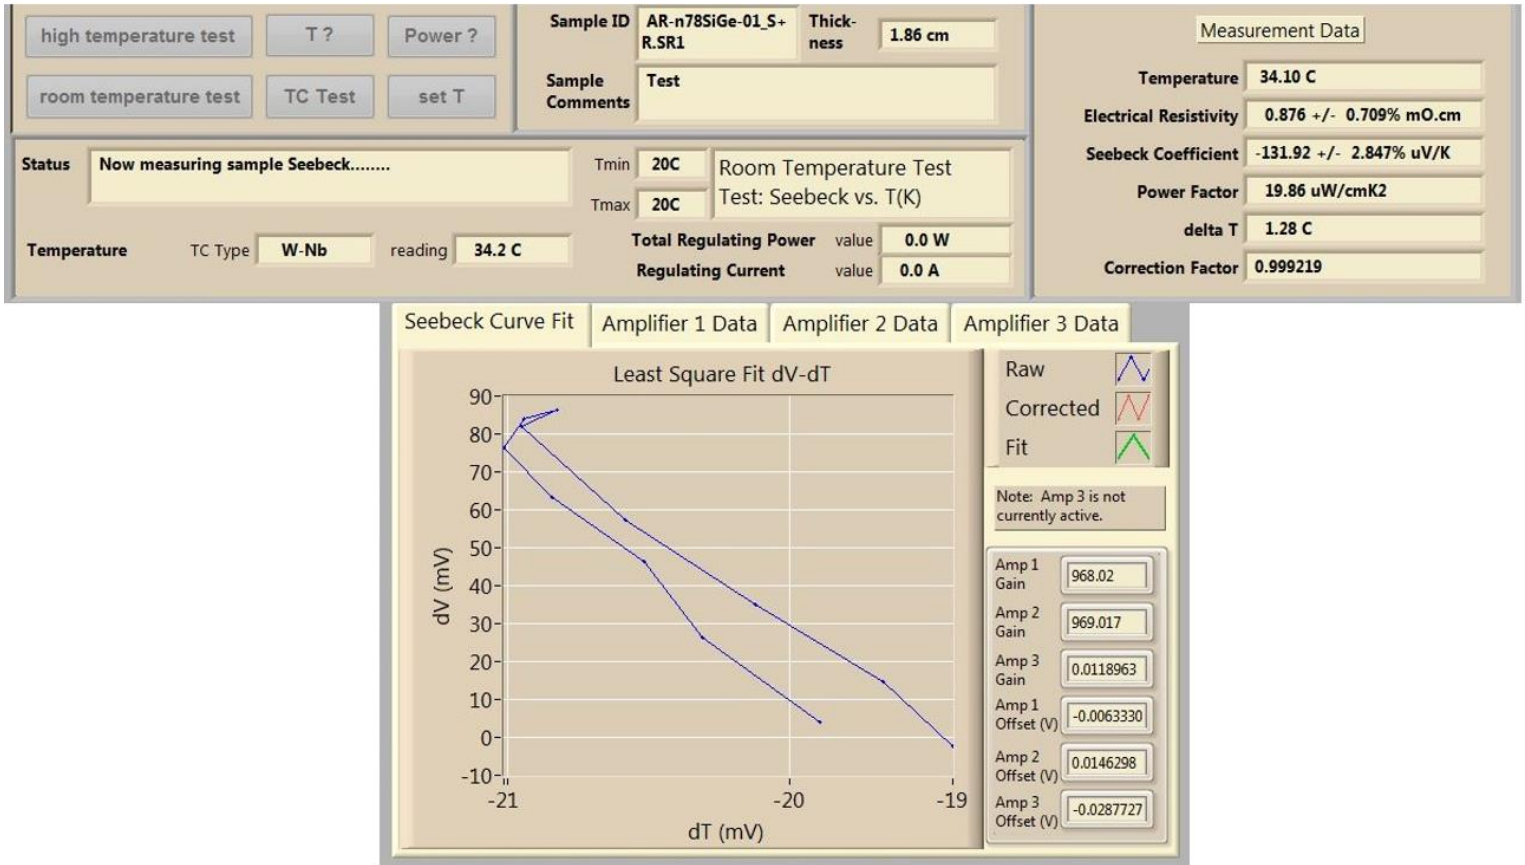 high temperature test
T ?
Power ?
room temperature test
TC Test
set T
Sample ID
AR-n78SiGe-01_S+
R.SR1
Thick-
ness
1.86 cm
Sample
Comments
Test
Measurement Data
Temperature 34.10 C
Electrical Resistivity 0.876 +/- 0.709% mO.cm
Seebeck Coefficient -131.92 +/- 2.847% uV/K
Power Factor 19.86 uW/cmK2
delta T 1.28 C
Correction Factor 0.999219
Status Now measuring sample Seebeck........
Tmin 20C
Tmax 20C
Room Temperature Test
Test: Seebeck vs. T(K)
Temperature TC Type W-Nb reading 34.2 C
Total Regulating Power value 0.0 W
Regulating Current value 0.0 A
Seebeck Curve Fit
Amplifier 1 Data
Amplifier 2 Data
Amplifier 3 Data
Least Square Fit dV-dT
90
80
70
60
50
40
30
20
10
0
-10
dV (mV)
-21
-20
-19
dT (mV)
Raw
Corrected
Fit
Note: Amp 3 is not
currently active.
Amp 1
Gain
968.02
Amp 2
Gain
969.017
Amp 3
Gain
0.0118963
Amp 1
Offset (V)
-0.0063330
Amp 2
Offset (V)
0.0146298
Amp 3
Offset (V)
-0.0287727